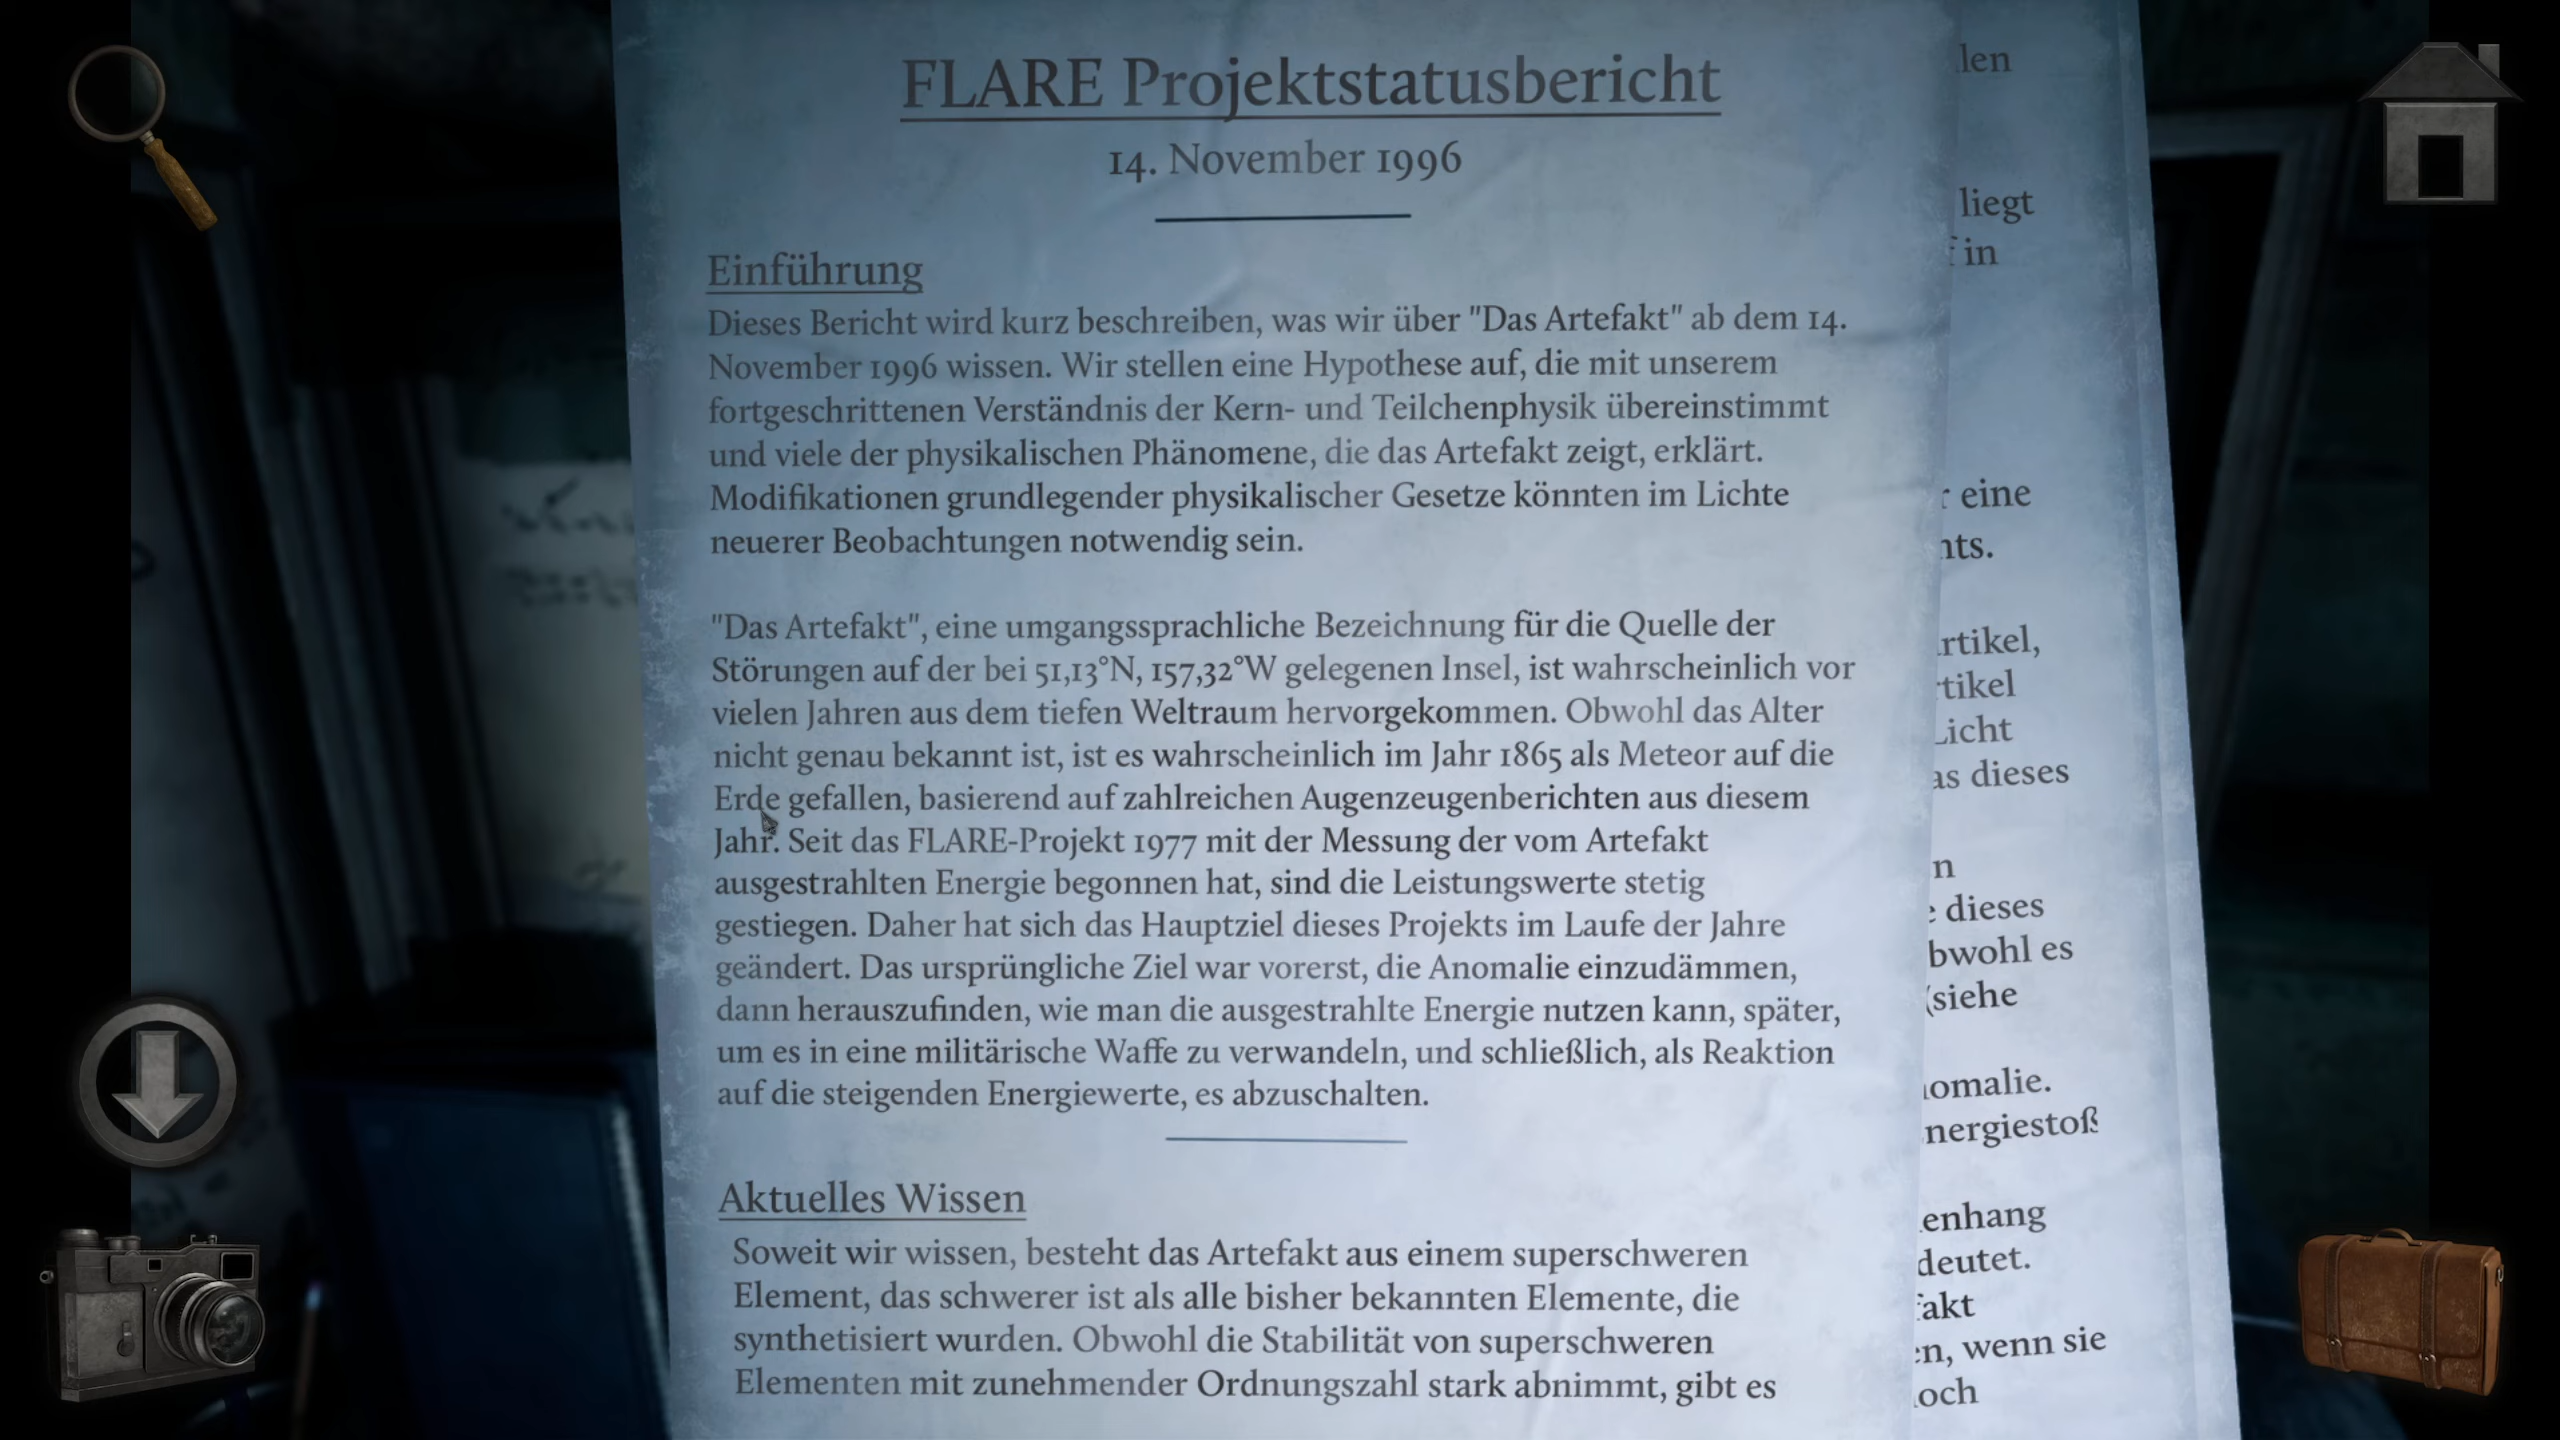 FLARE Projektstatusbericht
14. November 1996
Einführung
Dieses Bericht wird kurz beschreiben, was wir über "Das Artefakt" ab dem 14.
November 1996 wissen. Wir stellen eine Hypothese auf, die mit unserem
fortgeschrittenen Verständnis der Kern- und Teilchenphysik übereinstimmt
und viele der physikalischen Phänomene, die das Artefakt zeigt, erklärt.
Modifikationen grundlegender physikalischer Gesetze könnten im Lichte
neuerer Beobachtungen notwendig sein.
"Das Artefakt", eine umgangssprachliche Bezeichnung für die Quelle der
Störungen auf der bei 51,13°N, 157,32°W gelegenen Insel, ist wahrscheinlich vor
vielen Jahren aus dem tiefen Weltraum hervorgekommen. Obwohl das Alter
nicht genau bekannt ist, ist es wahrscheinlich im Jahr 1865 als Meteor auf die
Erde gefallen, basierend auf zahlreichen Augenzeugenberichten aus diesem
Jahr. Seit das FLARE-Projekt 1977 mit der Messung der vom Artefakt
ausgestrahlten Energie begonnen hat, sind die Leistungswerte stetig
gestiegen. Daher hat sich das Hauptziel dieses Projekts im Laufe der Jahre
geändert. Das ursprüngliche Ziel war vorerst, die Anomalie einzudämmen,
dann herauszufinden, wie man die ausgestrahlte Energie nutzen kann, später,
um es in eine militärische Waffe zu verwandeln, und schließlich, als Reaktion
auf die steigenden Energiewerte, es abzuschalten.
Aktuelles Wissen
Soweit wir wissen, besteht das Artefakt aus einem superschweren
Element, das schwerer ist als alle bisher bekannten Elemente, die
synthetisiert wurden. Obwohl die Stabilität von superschweren
Elementen mit zunehmender Ordnungszahl stark abnimmt, gibt es
liegt
in
eine
dieses
dieses
es
(siehe
wenn sie